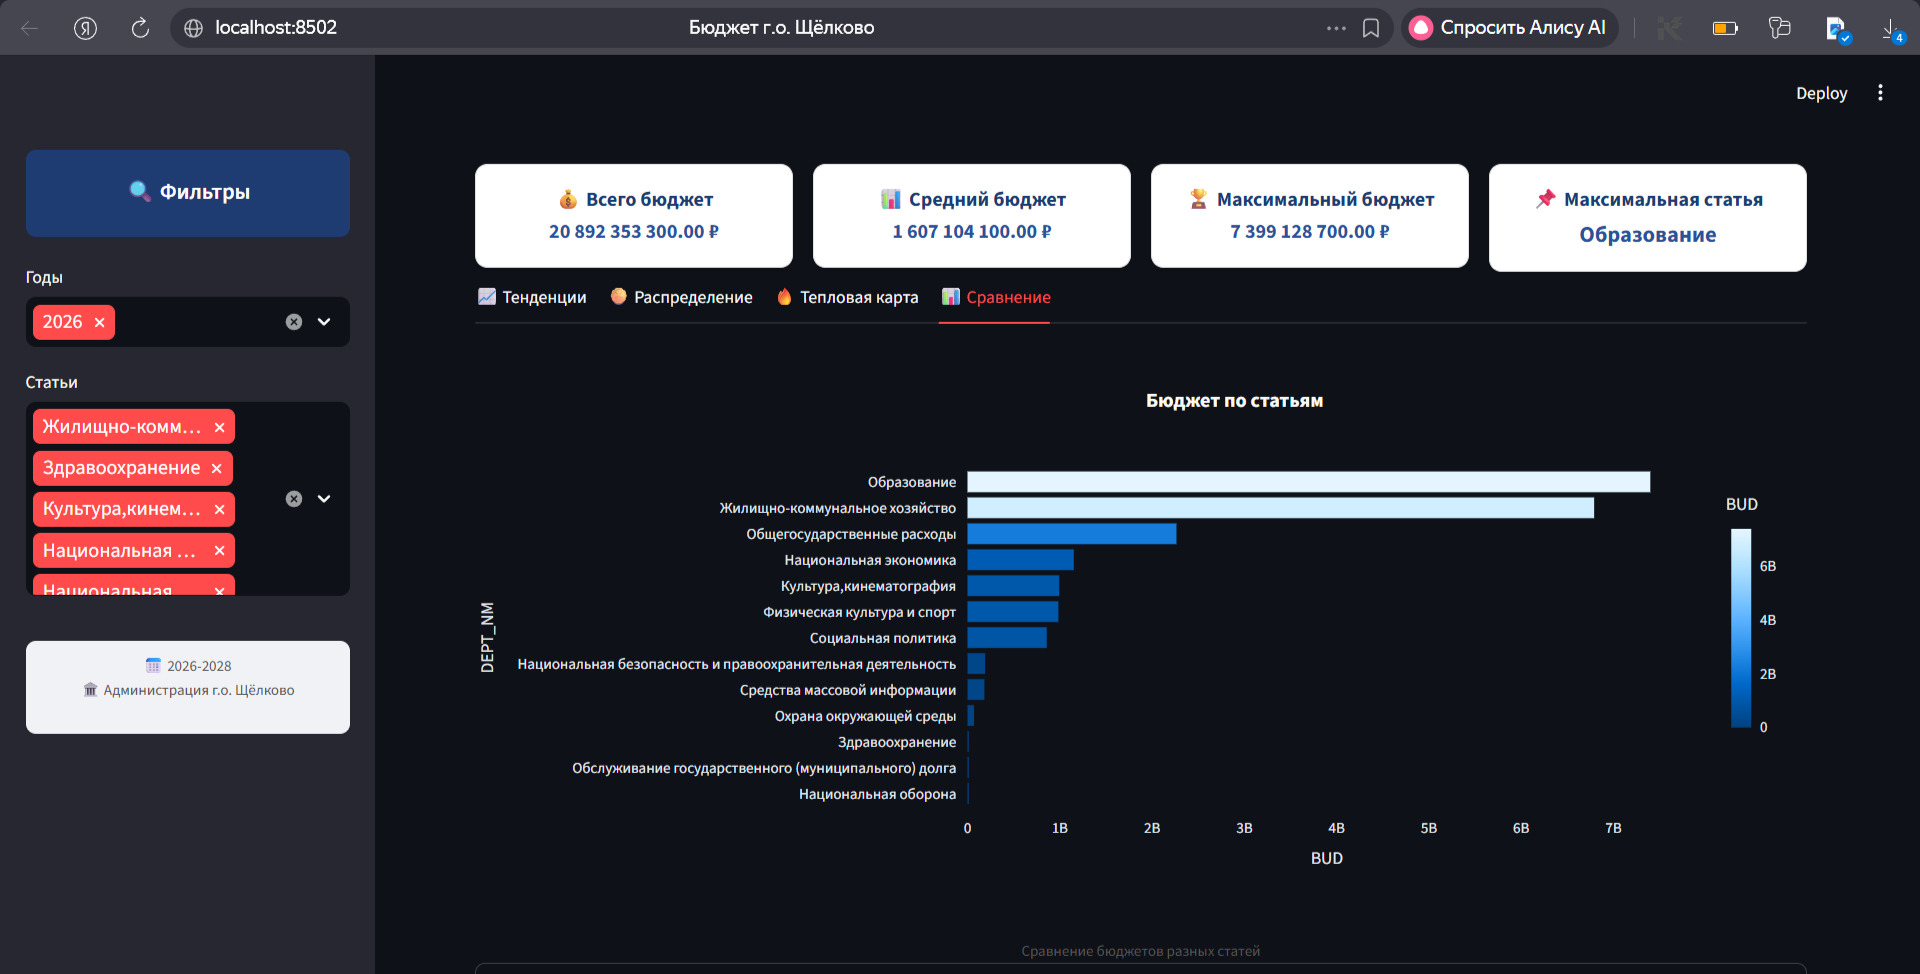 localhost:8502
Бюджет г.о. Щёлково
Спросить Алису AI
4
Deploy
Фильтры
Годы
2026
Статьи
Жилищно-комм...
Здравоохранение
Культура,кинем...
Национальная ...
Национальная
2026-2028
Администрация г.о. Щёлково
Всего бюджет
20 892 353 300.00 ₽
Средний бюджет
1 607 104 100.00 ₽
Максимальный бюджет
7 399 128 700.00 ₽
Максимальная статья
Образование
Тенденции
Распределение
Тепловая карта
Сравнение
Бюджет по статьям
DEPT_NM
Образование
Жилищно-коммунальное хозяйство
Общегосударственные расходы
Национальная экономика
Культура,кинематография
Физическая культура и спорт
Социальная политика
Национальная безопасность и правоохранительная деятельность
Средства массовой информации
Охрана окружающей среды
Здравоохранение
Обслуживание государственного (муниципального) долга
Национальная оборона
0 1B 2B 3B 4B 5B 6B 7B
BUD
BUD
6B
4B
2B
0
Сравнение бюджетов разных статей